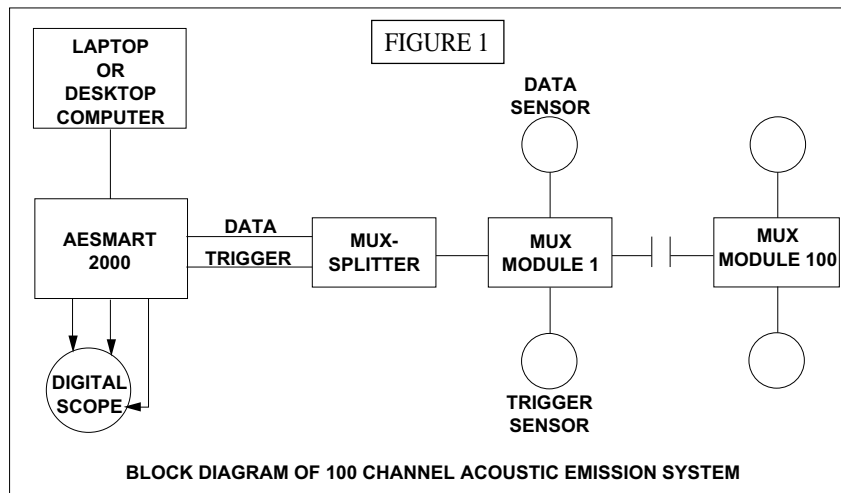 FIGURE 1
LAPTOP
OR
DESKTOP
COMPUTER
DATA
SENSOR
AESMART
2000
DATA
TRIGGER
MUX-
SPLITTER
MUX
MODULE 1
MUX
MODULE 100
DIGITAL
SCOPE
TRIGGER
SENSOR
BLOCK DIAGRAM OF 100 CHANNEL ACOUSTIC EMISSION SYSTEM